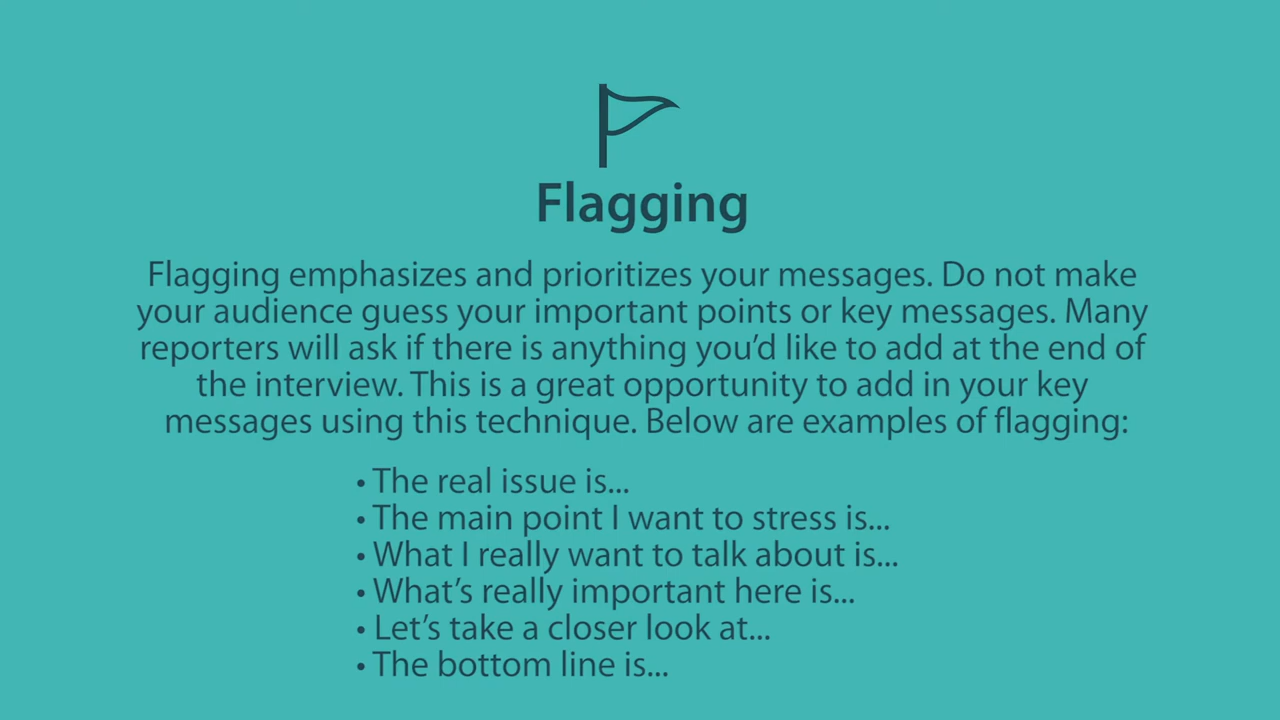 Flagging
Flagging emphasizes and prioritizes your messages. Do not make
your audience guess your important points or key messages. Many
reporters will ask if there is anything you’d like to add at the end of
the interview. This is a great opportunity to add in your key
messages using this technique. Below are examples of flagging:
• The real issue is...
• The main point I want to stress is...
• What I really want to talk about is...
• What’s really important here is...
• Let’s take a closer look at...
• The bottom line is...